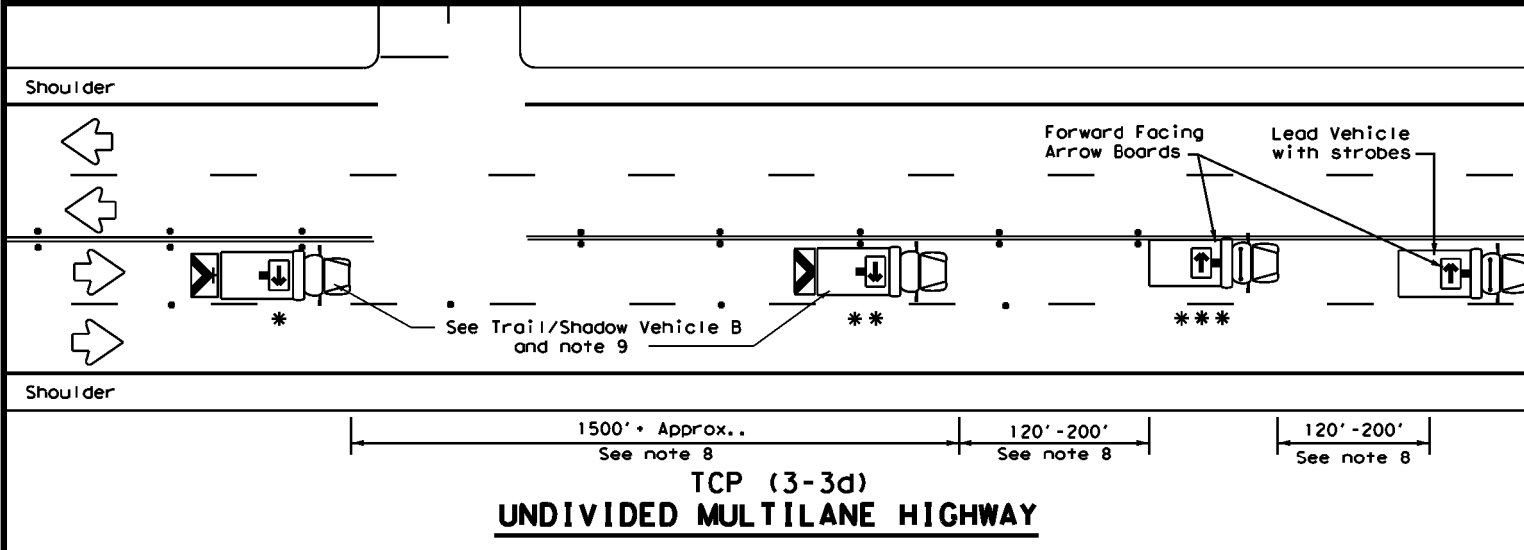 Shoulder
Forward Facing
Arrow Boards
Lead Vehicle
with strobes
*
**
***
See Trail/Shadow Vehicle B
and note 9
Shoulder
1500'+ Approx..
See note 8
120'-200'
See note 8
120'-200'
See note 8
TCP (3-3d)
UNDIVIDED MULTILANE HIGHWAY